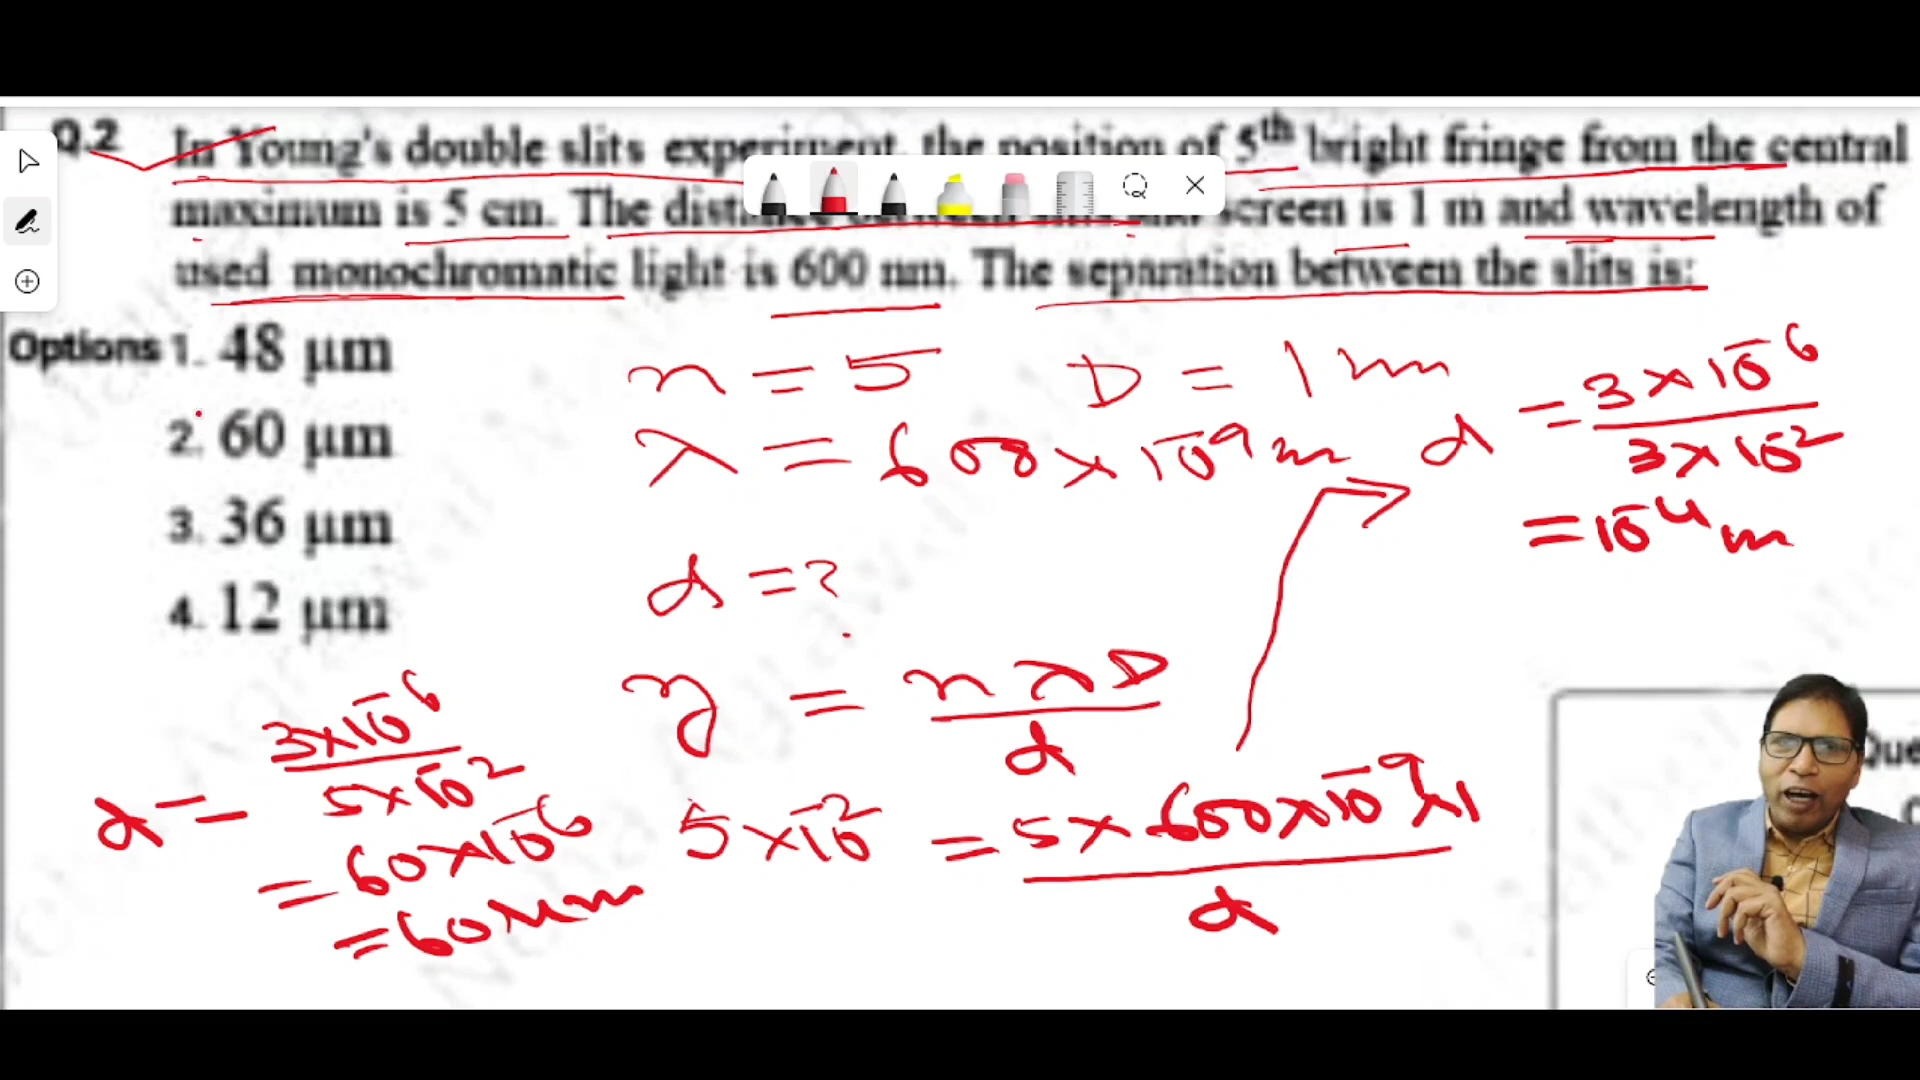 Q.2 In Young's double slits experiment, the position of 5th bright fringe from the central
maximum is 5 cm. The screen is 1 m and wavelength of
used monochromatic light is 600 nm. The separation between the slits is:
Options 1. 48 μm
2. 60 μm
3. 36 μm
4. 12 μm
n = 5 D = 1 m
λ = 600 × 10⁻⁹ m
d = ?
y = nλD / d
5 × 10⁻² = 5 × 600 × 10⁻⁹ × 1 / d
d = 3 × 10⁻⁶ / 3 × 10⁻²
= 10⁻⁴ m
d = 3 × 10⁻⁶ / 5 × 10⁻²
= 60 × 10⁻⁶
= 60 μm
Que